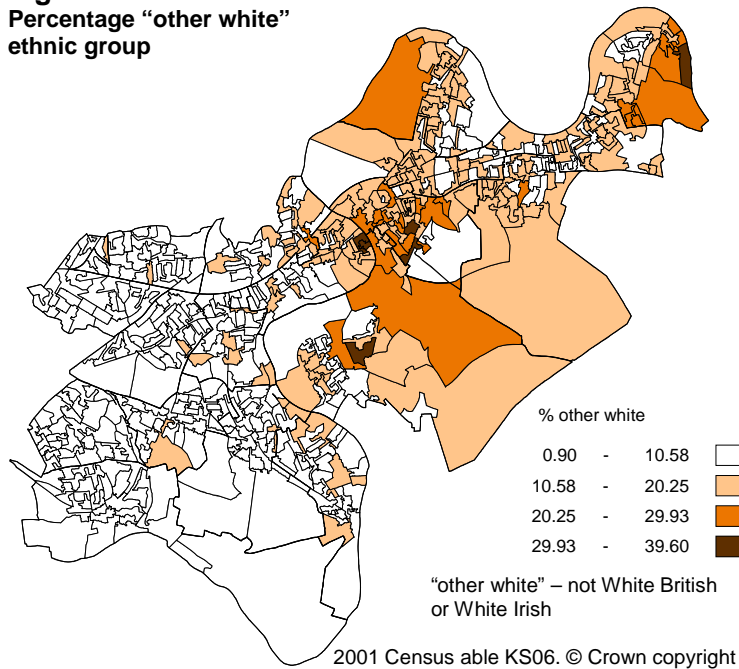 Percentage “other white”
ethnic group
% other white
0.90 - 10.58
10.58 - 20.25
20.25 - 29.93
29.93 - 39.60
“other white” – not White British
or White Irish
2001 Census able KS06. © Crown copyright